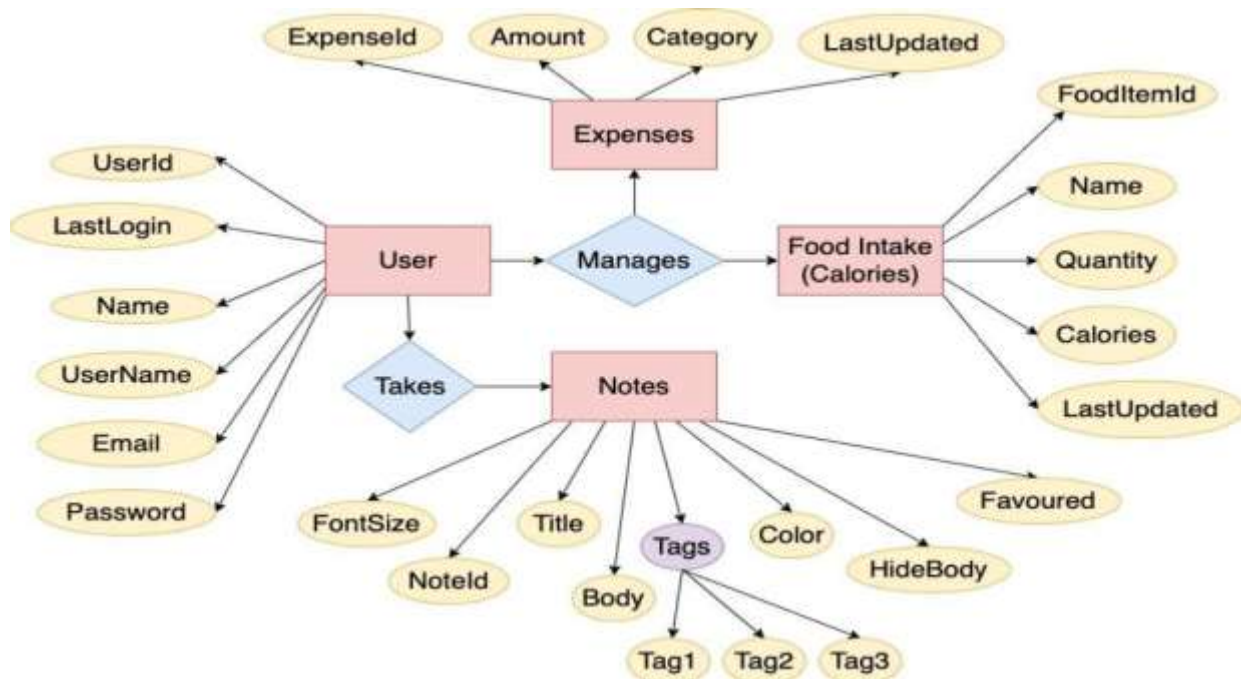 ExpenseId
Amount
Category
LastUpdated
FoodItemId
Expenses
UserId
Name
LastLogin
User
Manages
Food Intake
(Calories)
Quantity
Name
Calories
UserName
Takes
Notes
LastUpdated
Email
Password
FontSize
Title
Tags
Color
Favoured
NoteId
Body
HideBody
Tag1
Tag2
Tag3